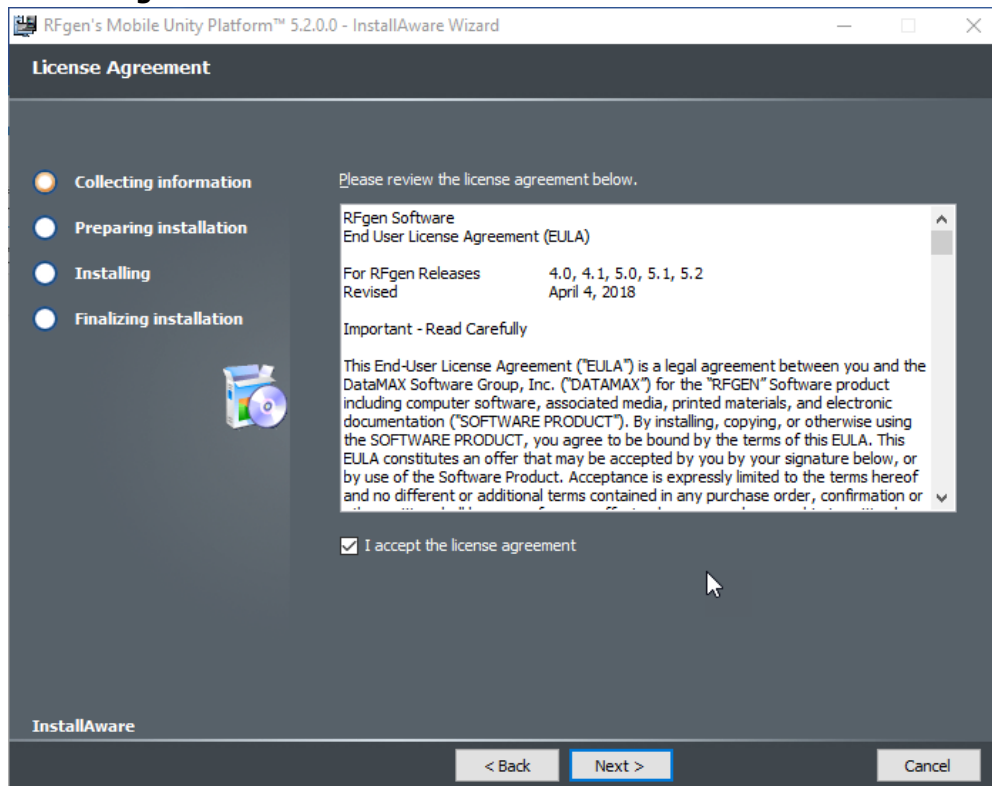 RFgen's Mobile Unity Platform™ 5.2.0.0 - InstallAware Wizard
License Agreement
Collecting information
Preparing installation
Installing
Finalizing installation
Please review the license agreement below.
RFgen Software
End User License Agreement (EULA)
For RFgen Releases 4.0, 4.1, 5.0, 5.1, 5.2
Revised April 4, 2018
Important - Read Carefully
This End-User License Agreement ("EULA") is a legal agreement between you and the
DataMAX Software Group, Inc. ("DATAMAX") for the "RFGEN" Software product
including computer software, associated media, printed materials, and electronic
documentation ("SOFTWARE PRODUCT"). By installing, copying, or otherwise using
the SOFTWARE PRODUCT, you agree to be bound by the terms of this EULA. This
EULA constitutes an offer that may be accepted by you by your signature below, or
by use of the Software Product. Acceptance is expressly limited to the terms hereof
and no different or additional terms contained in any purchase order, confirmation or
I accept the license agreement
InstallAware
< Back
Next >
Cancel